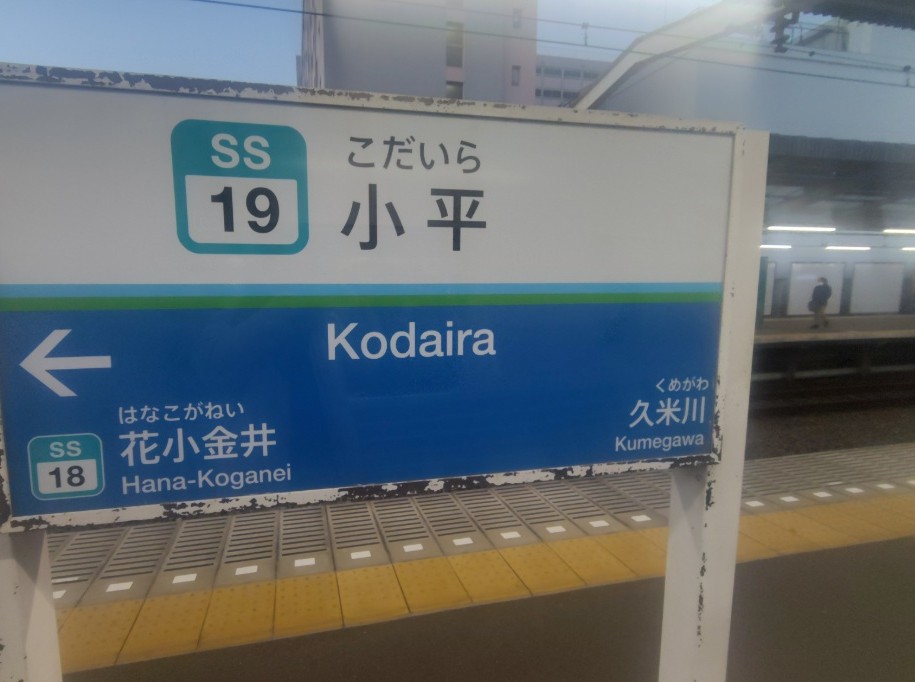 SS
19
こだいら
小平
Kodaira
←
はなこがねい
SS
18
花小金井
Hana-Koganei
くめがわ
久米川
Kumegawa